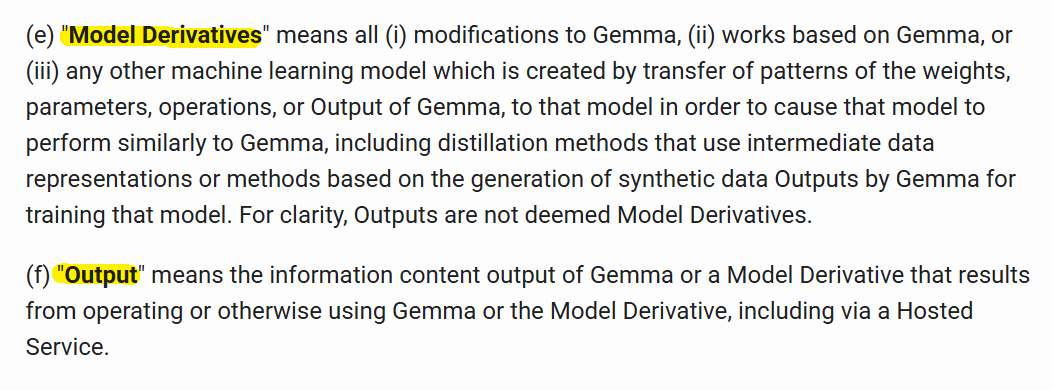 (e) "Model Derivatives" means all (i) modifications to Gemma, (ii) works based on Gemma, or
(iii) any other machine learning model which is created by transfer of patterns of the weights,
parameters, operations, or Output of Gemma, to that model in order to cause that model to
perform similarly to Gemma, including distillation methods that use intermediate data
representations or methods based on the generation of synthetic data Outputs by Gemma for
training that model. For clarity, Outputs are not deemed Model Derivatives.
(f) "Output" means the information content output of Gemma or a Model Derivative that results
from operating or otherwise using Gemma or the Model Derivative, including via a Hosted
Service.